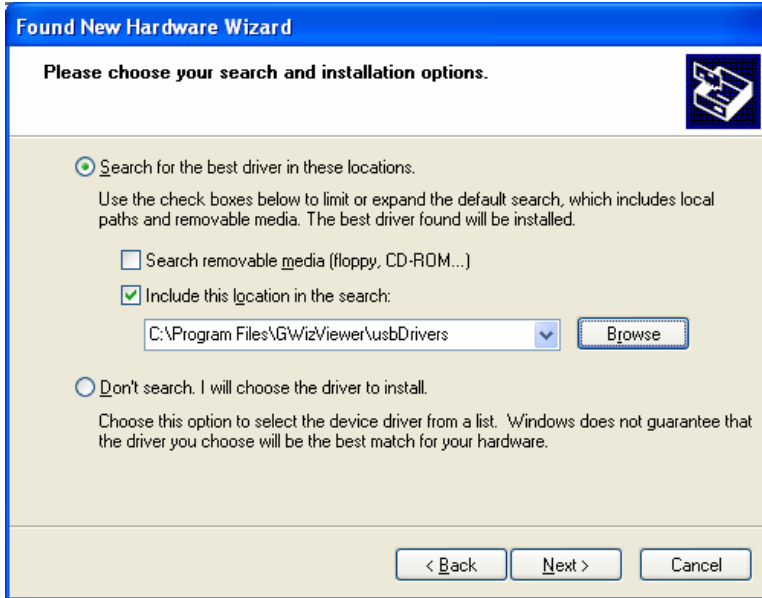 Found New Hardware Wizard
Please choose your search and installation options.
Search for the best driver in these locations.
Use the check boxes below to limit or expand the default search, which includes local
paths and removable media. The best driver found will be installed.
Search removable media (floppy, CD-ROM...)
Include this location in the search:
C:\Program Files\GWizViewer\usbDrivers
Browse
Don't search. I will choose the driver to install.
Choose this option to select the device driver from a list. Windows does not guarantee that
the driver you choose will be the best match for your hardware.
< Back Next > Cancel